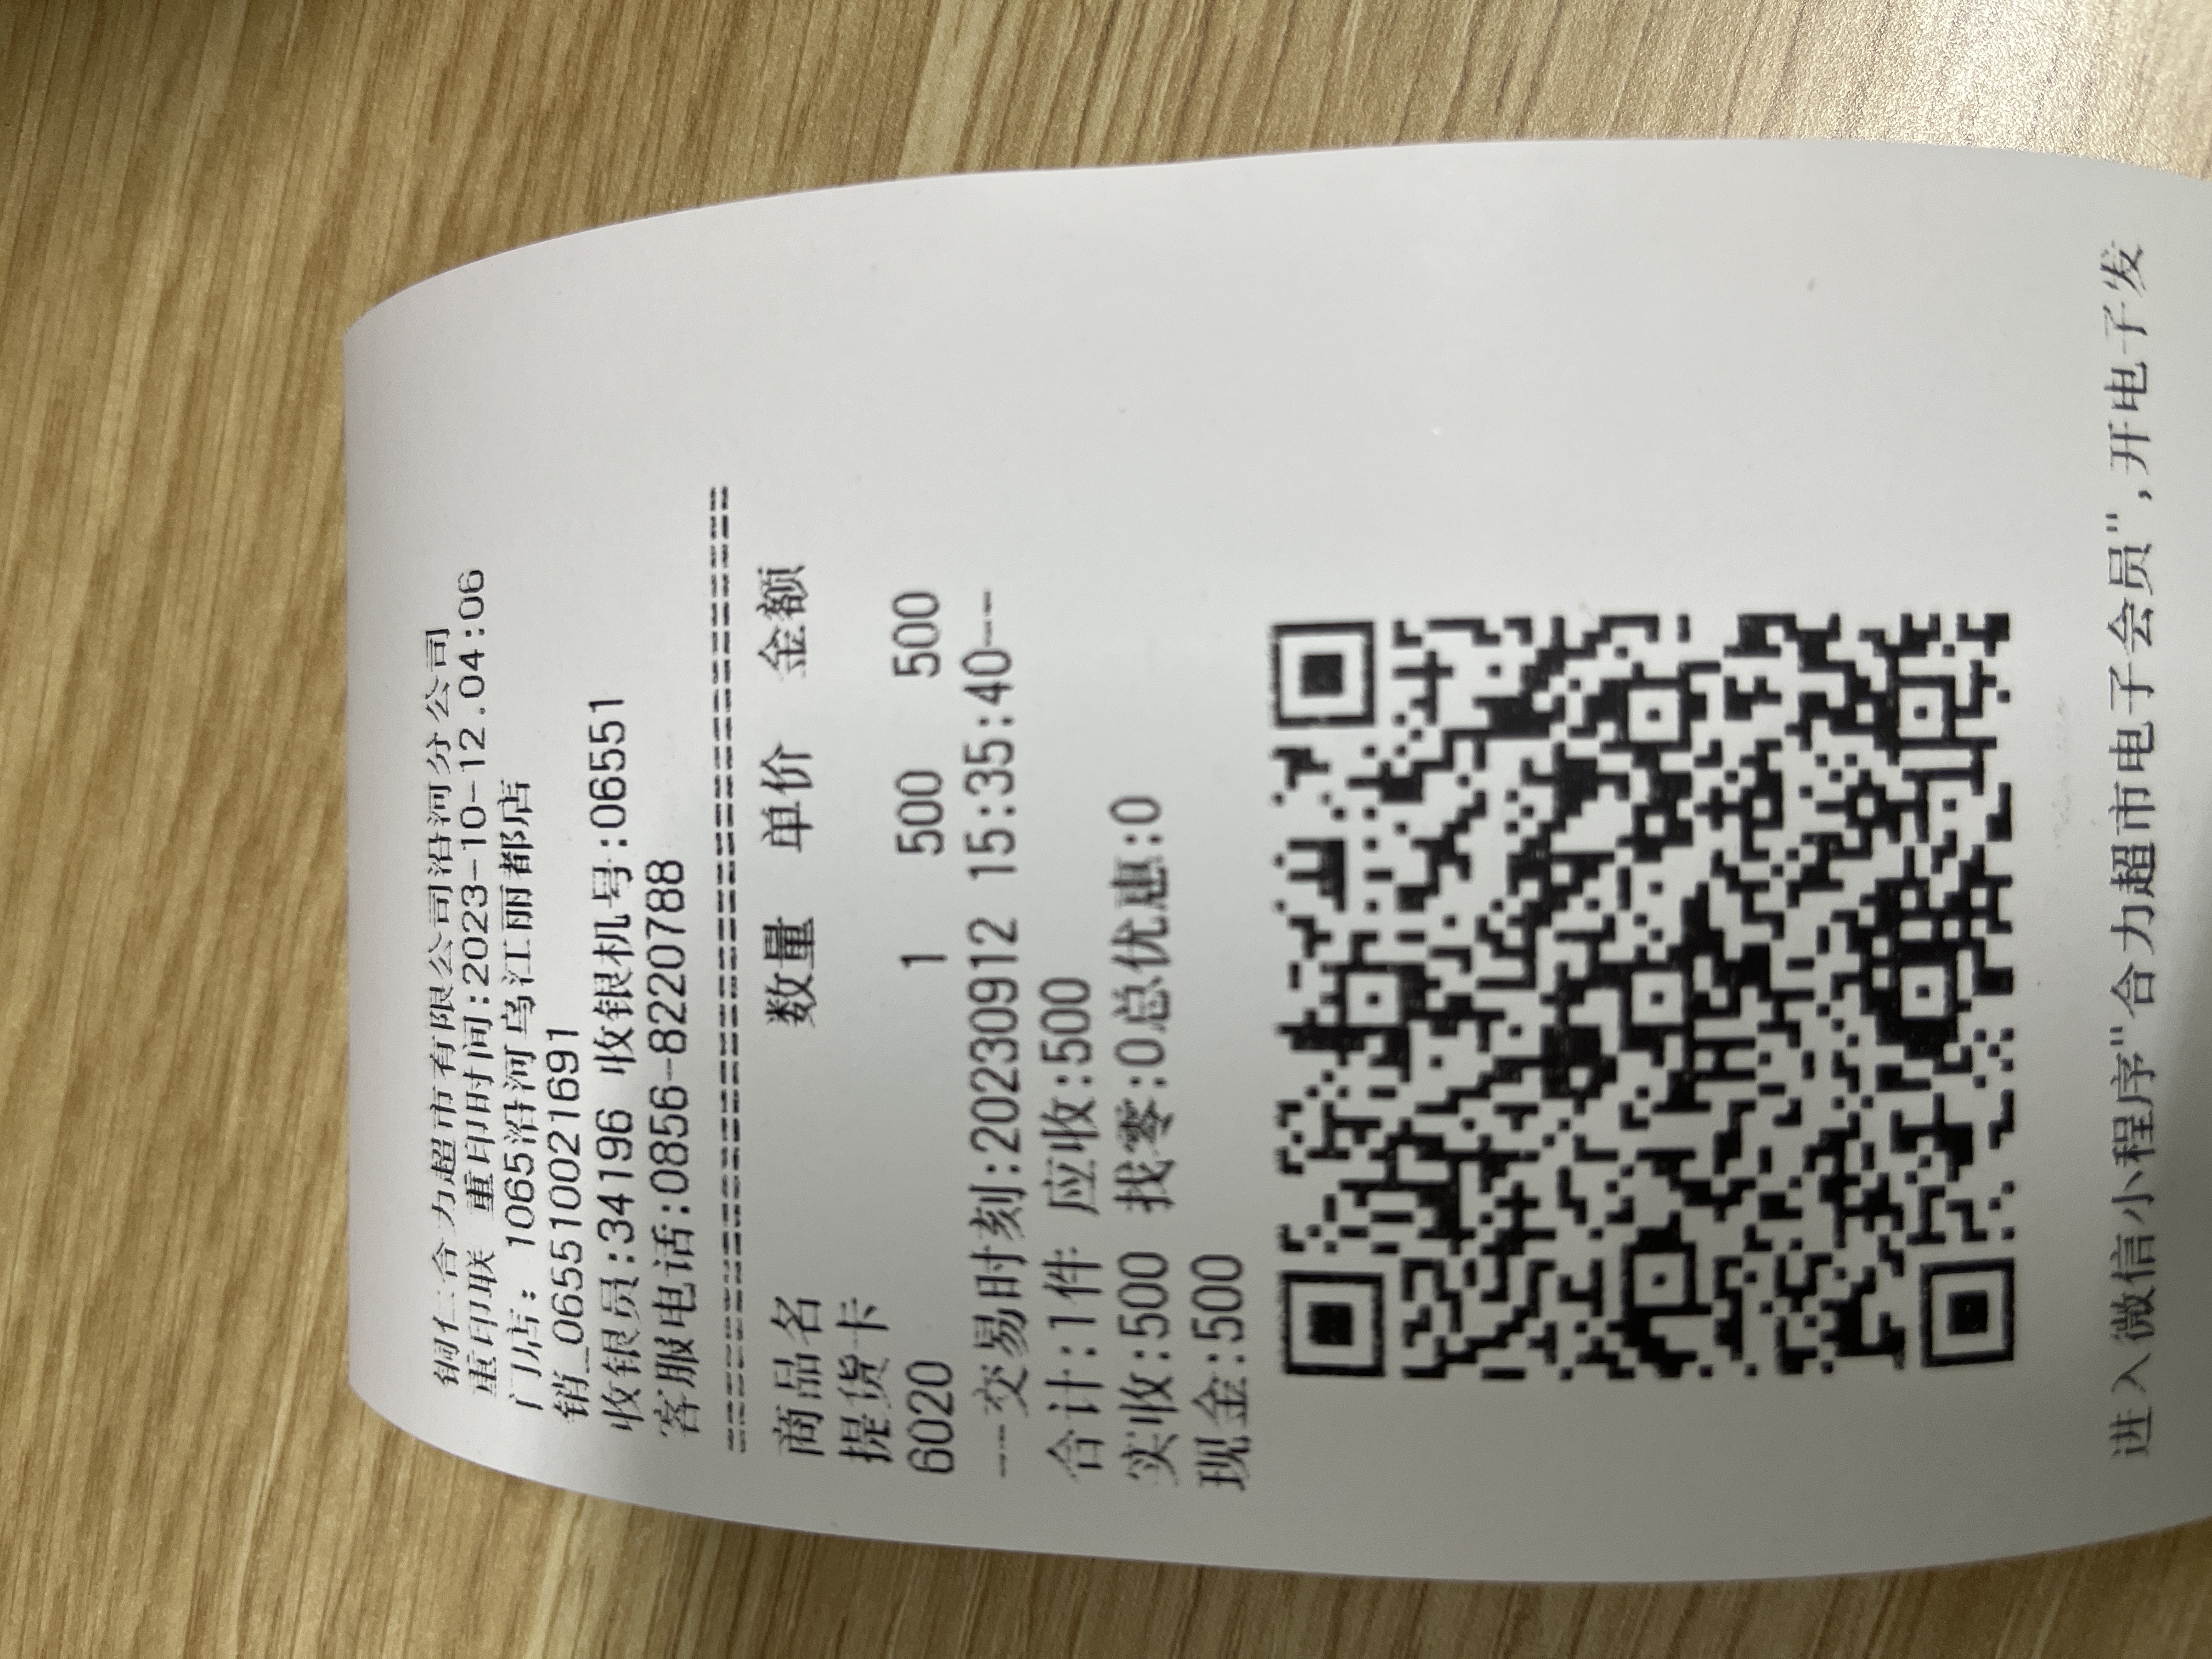 铜仁合力超市有限公司沿河分公司
重印联 重印时间:2023-10-12.04:06
门店: 1065沿河乌江丽都店
销_065510021691
收银员:34196 收银机号:06551
客服电话:0856-8220788
==========================================
商品名 数量 单价 金额
提货卡
6020 1 500 500
---交易时刻:20230912 15:35:40---
合计:1件 应收:500
实收:500 找零:0总优惠:0
现金:500
进入微信小程序"合力超市电子会员",开电子发